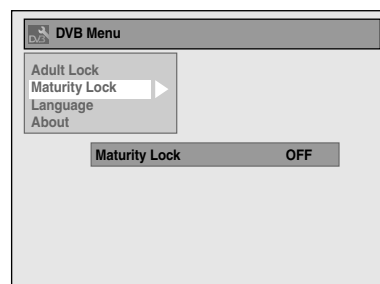 DVB Menu
Adult Lock
Maturity Lock
Language
About
Maturity Lock OFF